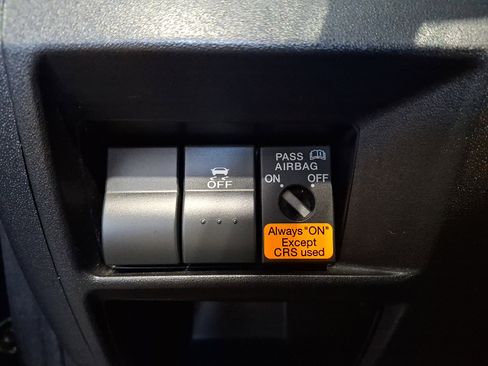 OFF
PASS
AIRBAG
ON OFF
Always "ON"
Except
CRS used